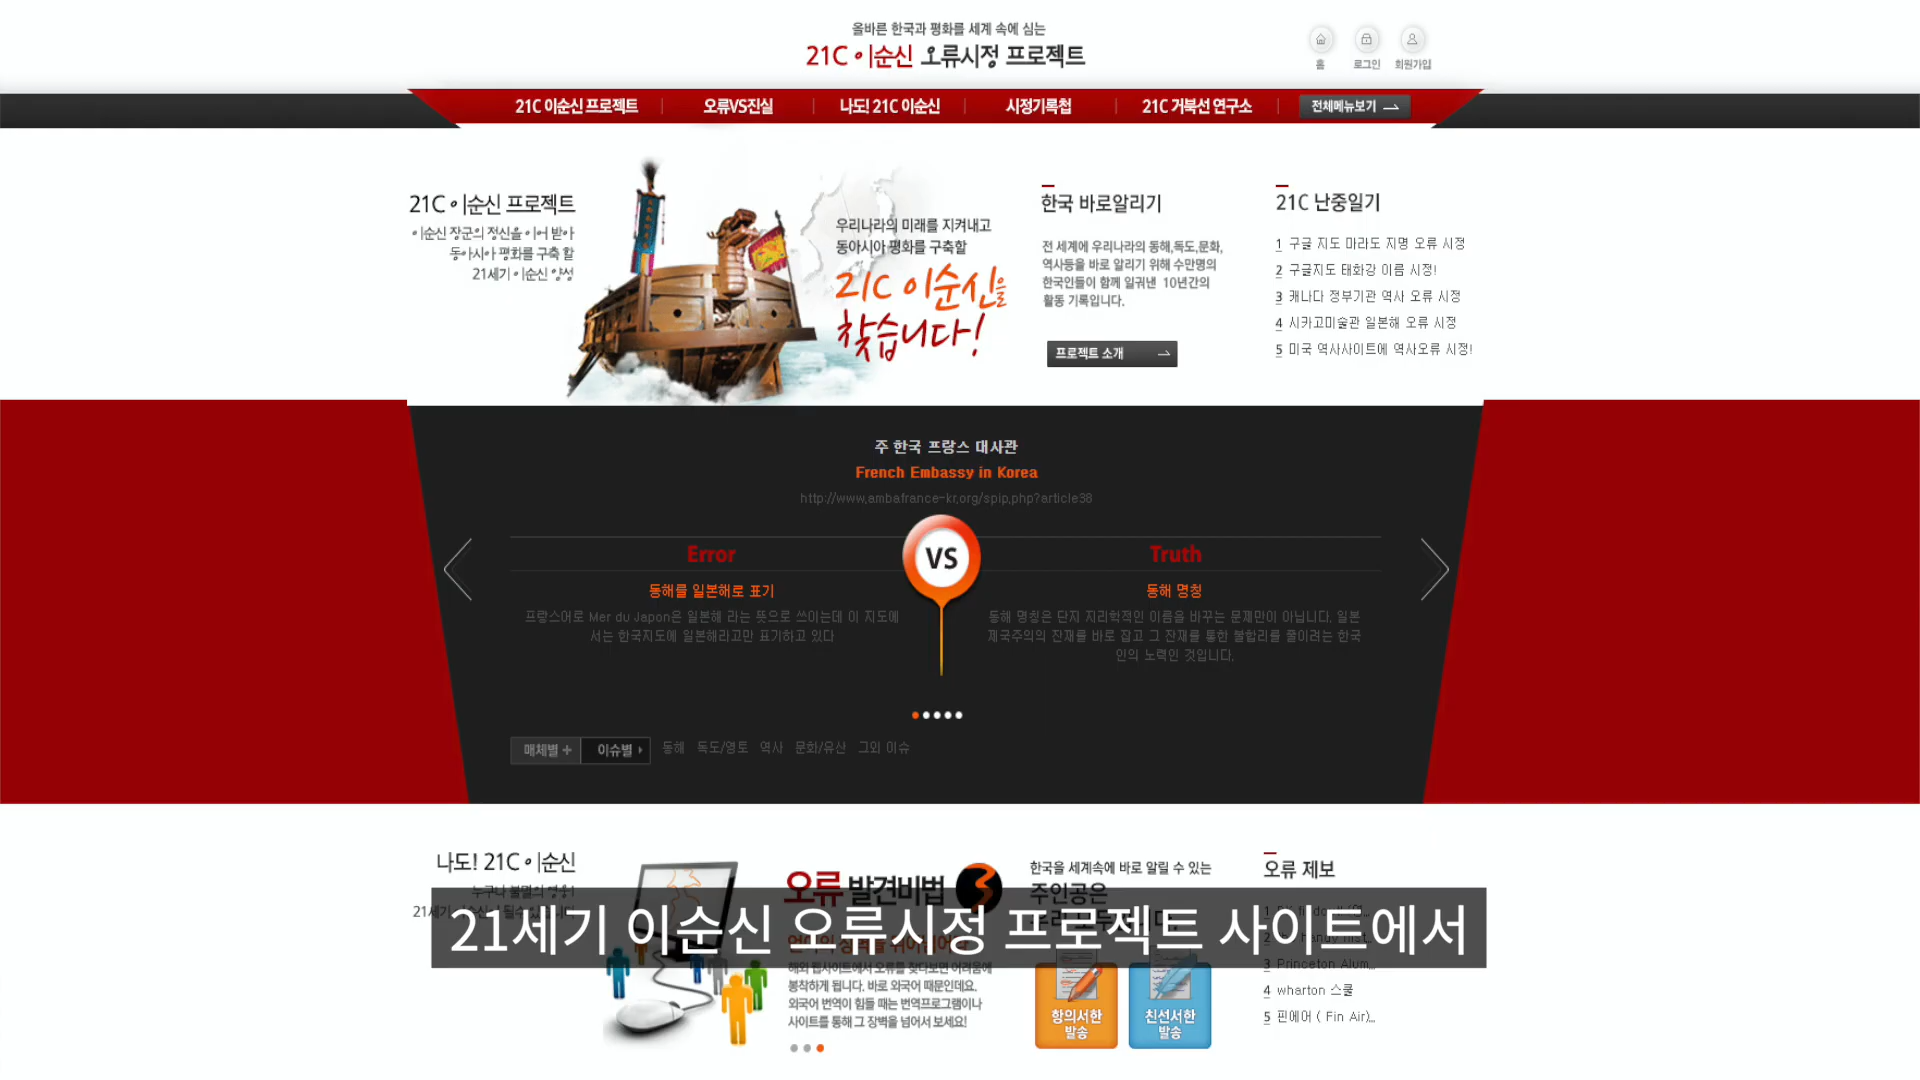 올바른 한국과 평화를 세계 속에 심는
21C 이순신 오류시정 프로젝트
홈
로그인
회원가입
21C 이순신 프로젝트
오류VS진실
나도! 21C 이순신
시정기록첩
21C 거북선 연구소
전체메뉴보기
21C 이순신 프로젝트
이순신 장군의 정신을 이어 받아
동아시아 평화를 구축 할
21세기 이순신 양성
우리나라의 미래를 지켜내고
동아시아 평화를 구축할
21C 이순신을
찾습니다!
한국 바로알리기
전 세계에 우리나라의 동해,독도,문화,
역사등을 바로 알리기 위해 수만명의
한국인들이 함께 일궈낸 10년간의
활동 기록입니다.
프로젝트 소개
21C 난중일기
1 구글 지도 마라도 지명 오류 시정
2 구글지도 태화강 이름 시정!
3 캐나다 정부기관 역사 오류 시정
4 시카고미술관 일본해 오류 시정
5 미국 역사사이트에 역사오류 시정!
주 한국 프랑스 대사관
French Embassy in Korea
http://www.ambafrance-kr.org/spip.php?article38
Error
VS
Truth
동해를 일본해로 표기
프랑스어로 Mer du Japon은 일본해 라는 뜻으로 쓰이는데 이 지도에
서는 한국지도에 일본해라고만 표기하고 있다
동해 명칭
동해 명칭은 단지 지리학적인 이름을 바꾸는 문제만이 아닙니다. 일본
제국주의의 잔재를 바로 잡고 그 잔재를 통한 불합리를 풀이려는 한국
인의 노력인 것입니다.
매체별 +
이슈별
동해 독도/영토 역사 문화/유산 그외 이슈
나도! 21C 이순신
누구나 불멸의 영웅!
오류 발견비법 3
해외 웹사이트에서 오류를 찾다보면 어려움에
봉착하게 됩니다. 바로 외국어 때문인데요.
외국어 번역이 힘들 때는 번역프로그램이나
사이트를 통해 그 장벽을 넘어서 보세요!
한국을 세계속에 바로 알릴 수 있는
주인공은
항의서한
발송
친선서한
발송
오류 제보
3 Princeton Alum...
4 wharton 스쿨
5 핀에어 ( Fin Air)...
21세기 이순신 오류시정 프로젝트 사이트에서